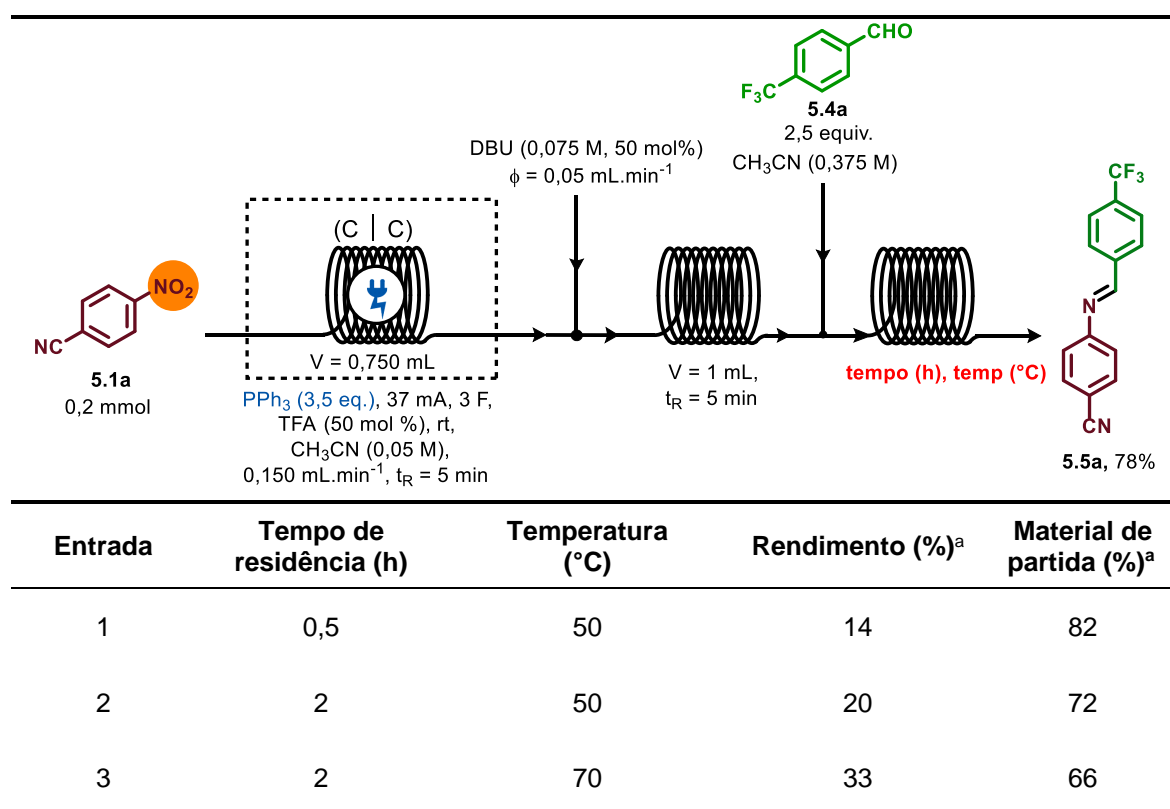 CHO
F₃C
5.4a
2,5 equiv.
CH₃CN (0,375 M)
DBU (0,075 M, 50 mol%)
ϕ = 0,05 mL.min⁻¹
(C | C)
NO₂
NC
5.1a
0,2 mmol
V = 0,750 mL
PPh₃ (3,5 eq.), 37 mA, 3 F,
TFA (50 mol %), rt,
CH₃CN (0,05 M),
0,150 mL.min⁻¹, tR = 5 min
V = 1 mL,
tR = 5 min
tempo (h), temp (°C)
CF₃
N
CN
5.5a, 78%
Entrada Tempo de residência (h) Temperatura (°C) Rendimento (%)ᵃ Material de partida (%)ᵃ
1 0,5 50 14 82
2 2 50 20 72
3 2 70 33 66